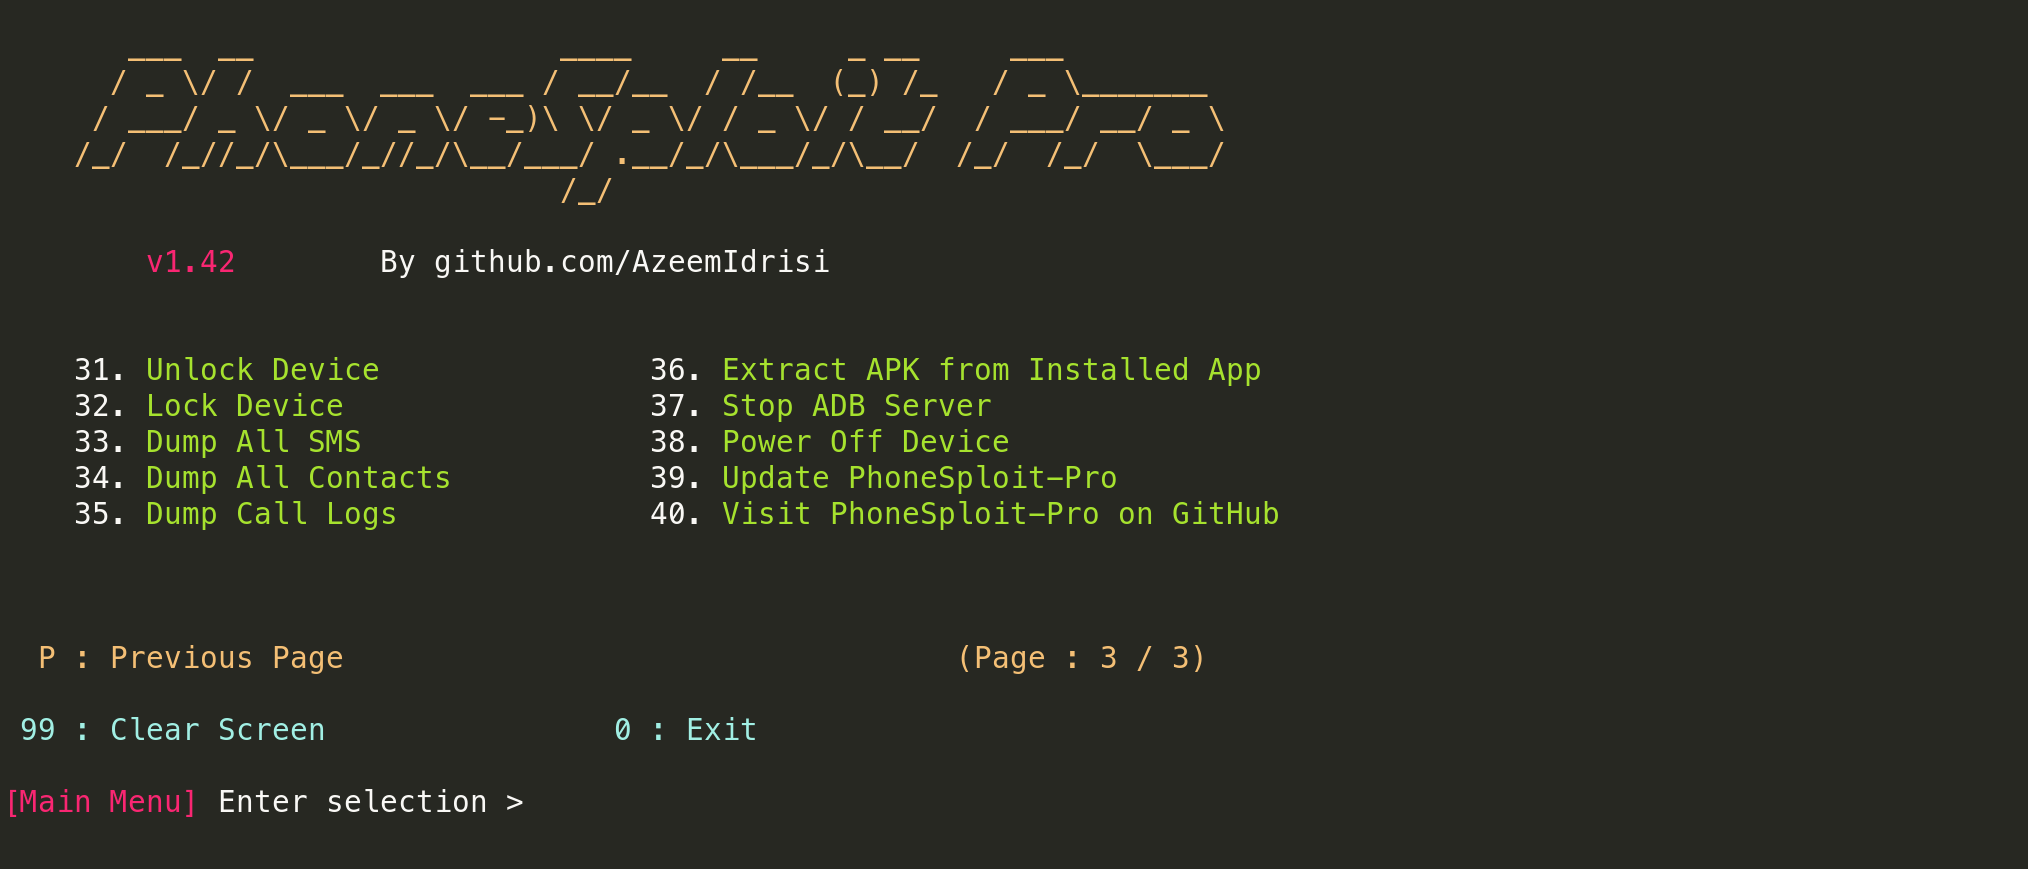 PhoneSploit Pro
v1.42 By github.com/AzeemIdrisi
31. Unlock Device 36. Extract APK from Installed App
32. Lock Device 37. Stop ADB Server
33. Dump All SMS 38. Power Off Device
34. Dump All Contacts 39. Update PhoneSploit-Pro
35. Dump Call Logs 40. Visit PhoneSploit-Pro on GitHub
P : Previous Page (Page : 3 / 3)
99 : Clear Screen 0 : Exit
[Main Menu] Enter selection >